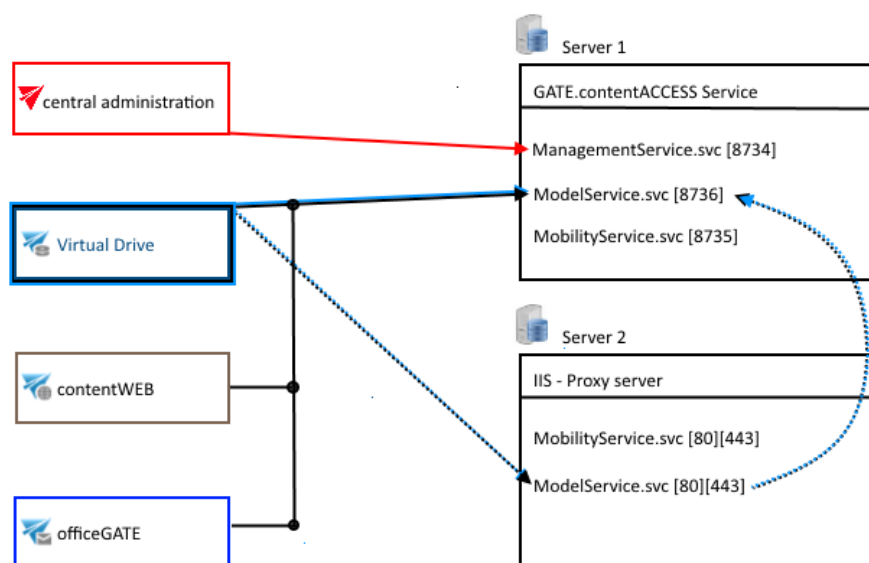 Server 1
central administration
GATE.contentACCESS Service
ManagementService.svc [8734]
ModelService.svc [8736]
MobilityService.svc [8735]
Virtual Drive
Server 2
IIS - Proxy server
contentWEB
MobilityService.svc [80][443]
ModelService.svc [80][443]
officeGATE